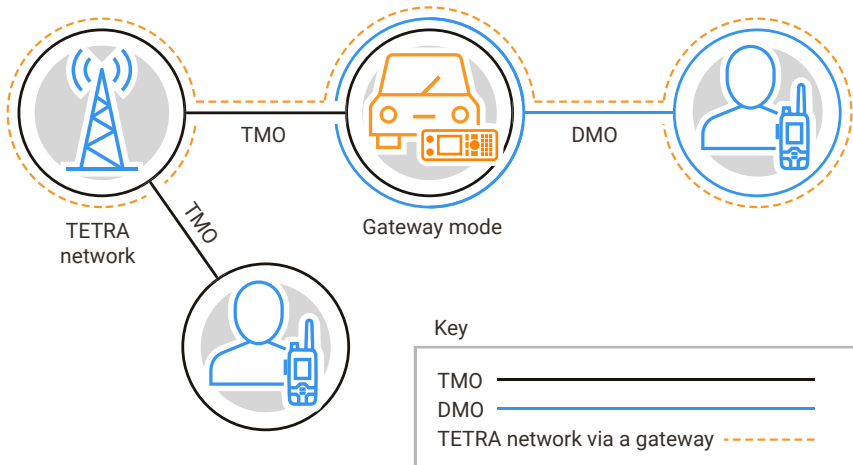 TMO
DMO
TETRA
network
TMO
Gateway mode
Key
TMO
DMO
TETRA network via a gateway